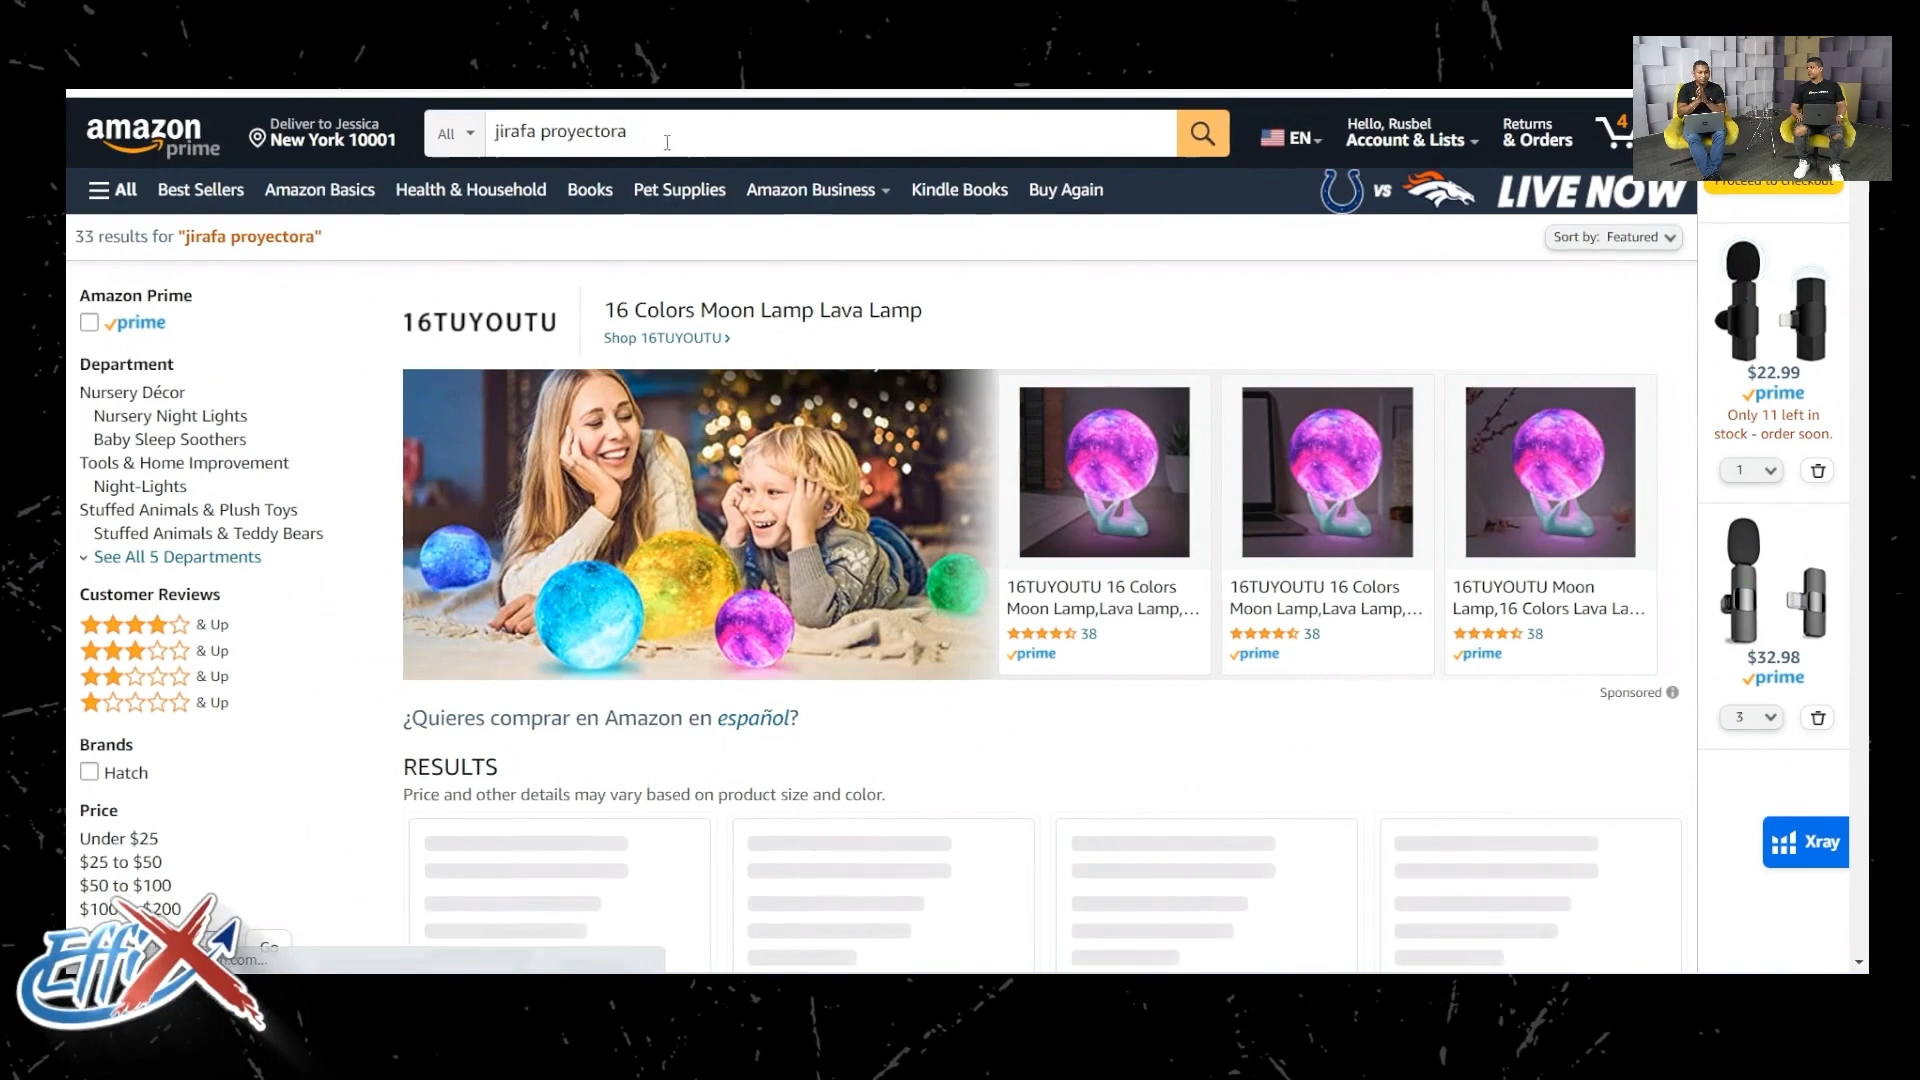 amazon
prime
Deliver to Jessica
New York 10001
All
jirafa proyectora
EN
Hello, Rusbel
Account & Lists
Returns
& Orders
4
All
Best Sellers
Amazon Basics
Health & Household
Books
Pet Supplies
Amazon Business
Kindle Books
Buy Again
VS
LIVE NOW
Proceed to checkout
33 results for "jirafa proyectora"
Sort by: Featured
Amazon Prime
prime
Department
Nursery Décor
Nursery Night Lights
Baby Sleep Soothers
Tools & Home Improvement
Night-Lights
Stuffed Animals & Plush Toys
Stuffed Animals & Teddy Bears
See All 5 Departments
Customer Reviews
& Up
& Up
& Up
& Up
Brands
Hatch
Price
Under $25
$25 to $50
$50 to $100
$200
Go
.com...
EffiX
16TUYOUTU
16 Colors Moon Lamp Lava Lamp
Shop 16TUYOUTU
16TUYOUTU 16 Colors
Moon Lamp,Lava Lamp,...
38
prime
16TUYOUTU 16 Colors
Moon Lamp,Lava Lamp,...
38
prime
16TUYOUTU Moon
Lamp,16 Colors Lava La...
38
prime
Sponsored
¿Quieres comprar en Amazon en español?
RESULTS
Price and other details may vary based on product size and color.
$22.99
prime
Only 11 left in
stock - order soon.
1
$32.98
prime
3
Xray